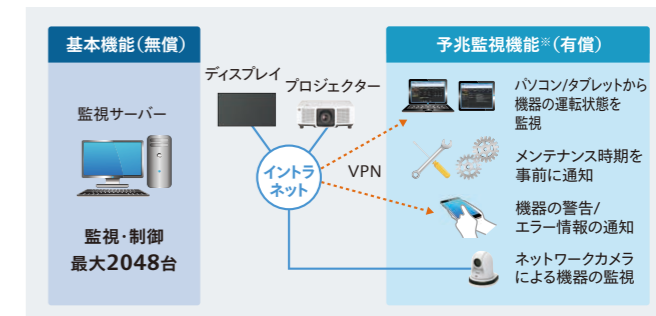 基本機能（無償）
監視サーバー
監視・制御
最大2048台
ディスプレイ
プロジェクター
イントラ
ネット
VPN
予兆監視機能※（有償）
パソコン/タブレットから
機器の運転状態を
監視
メンテナンス時期を
事前に通知
機器の警告/
エラー情報の通知
ネットワークカメラ
による機器の監視